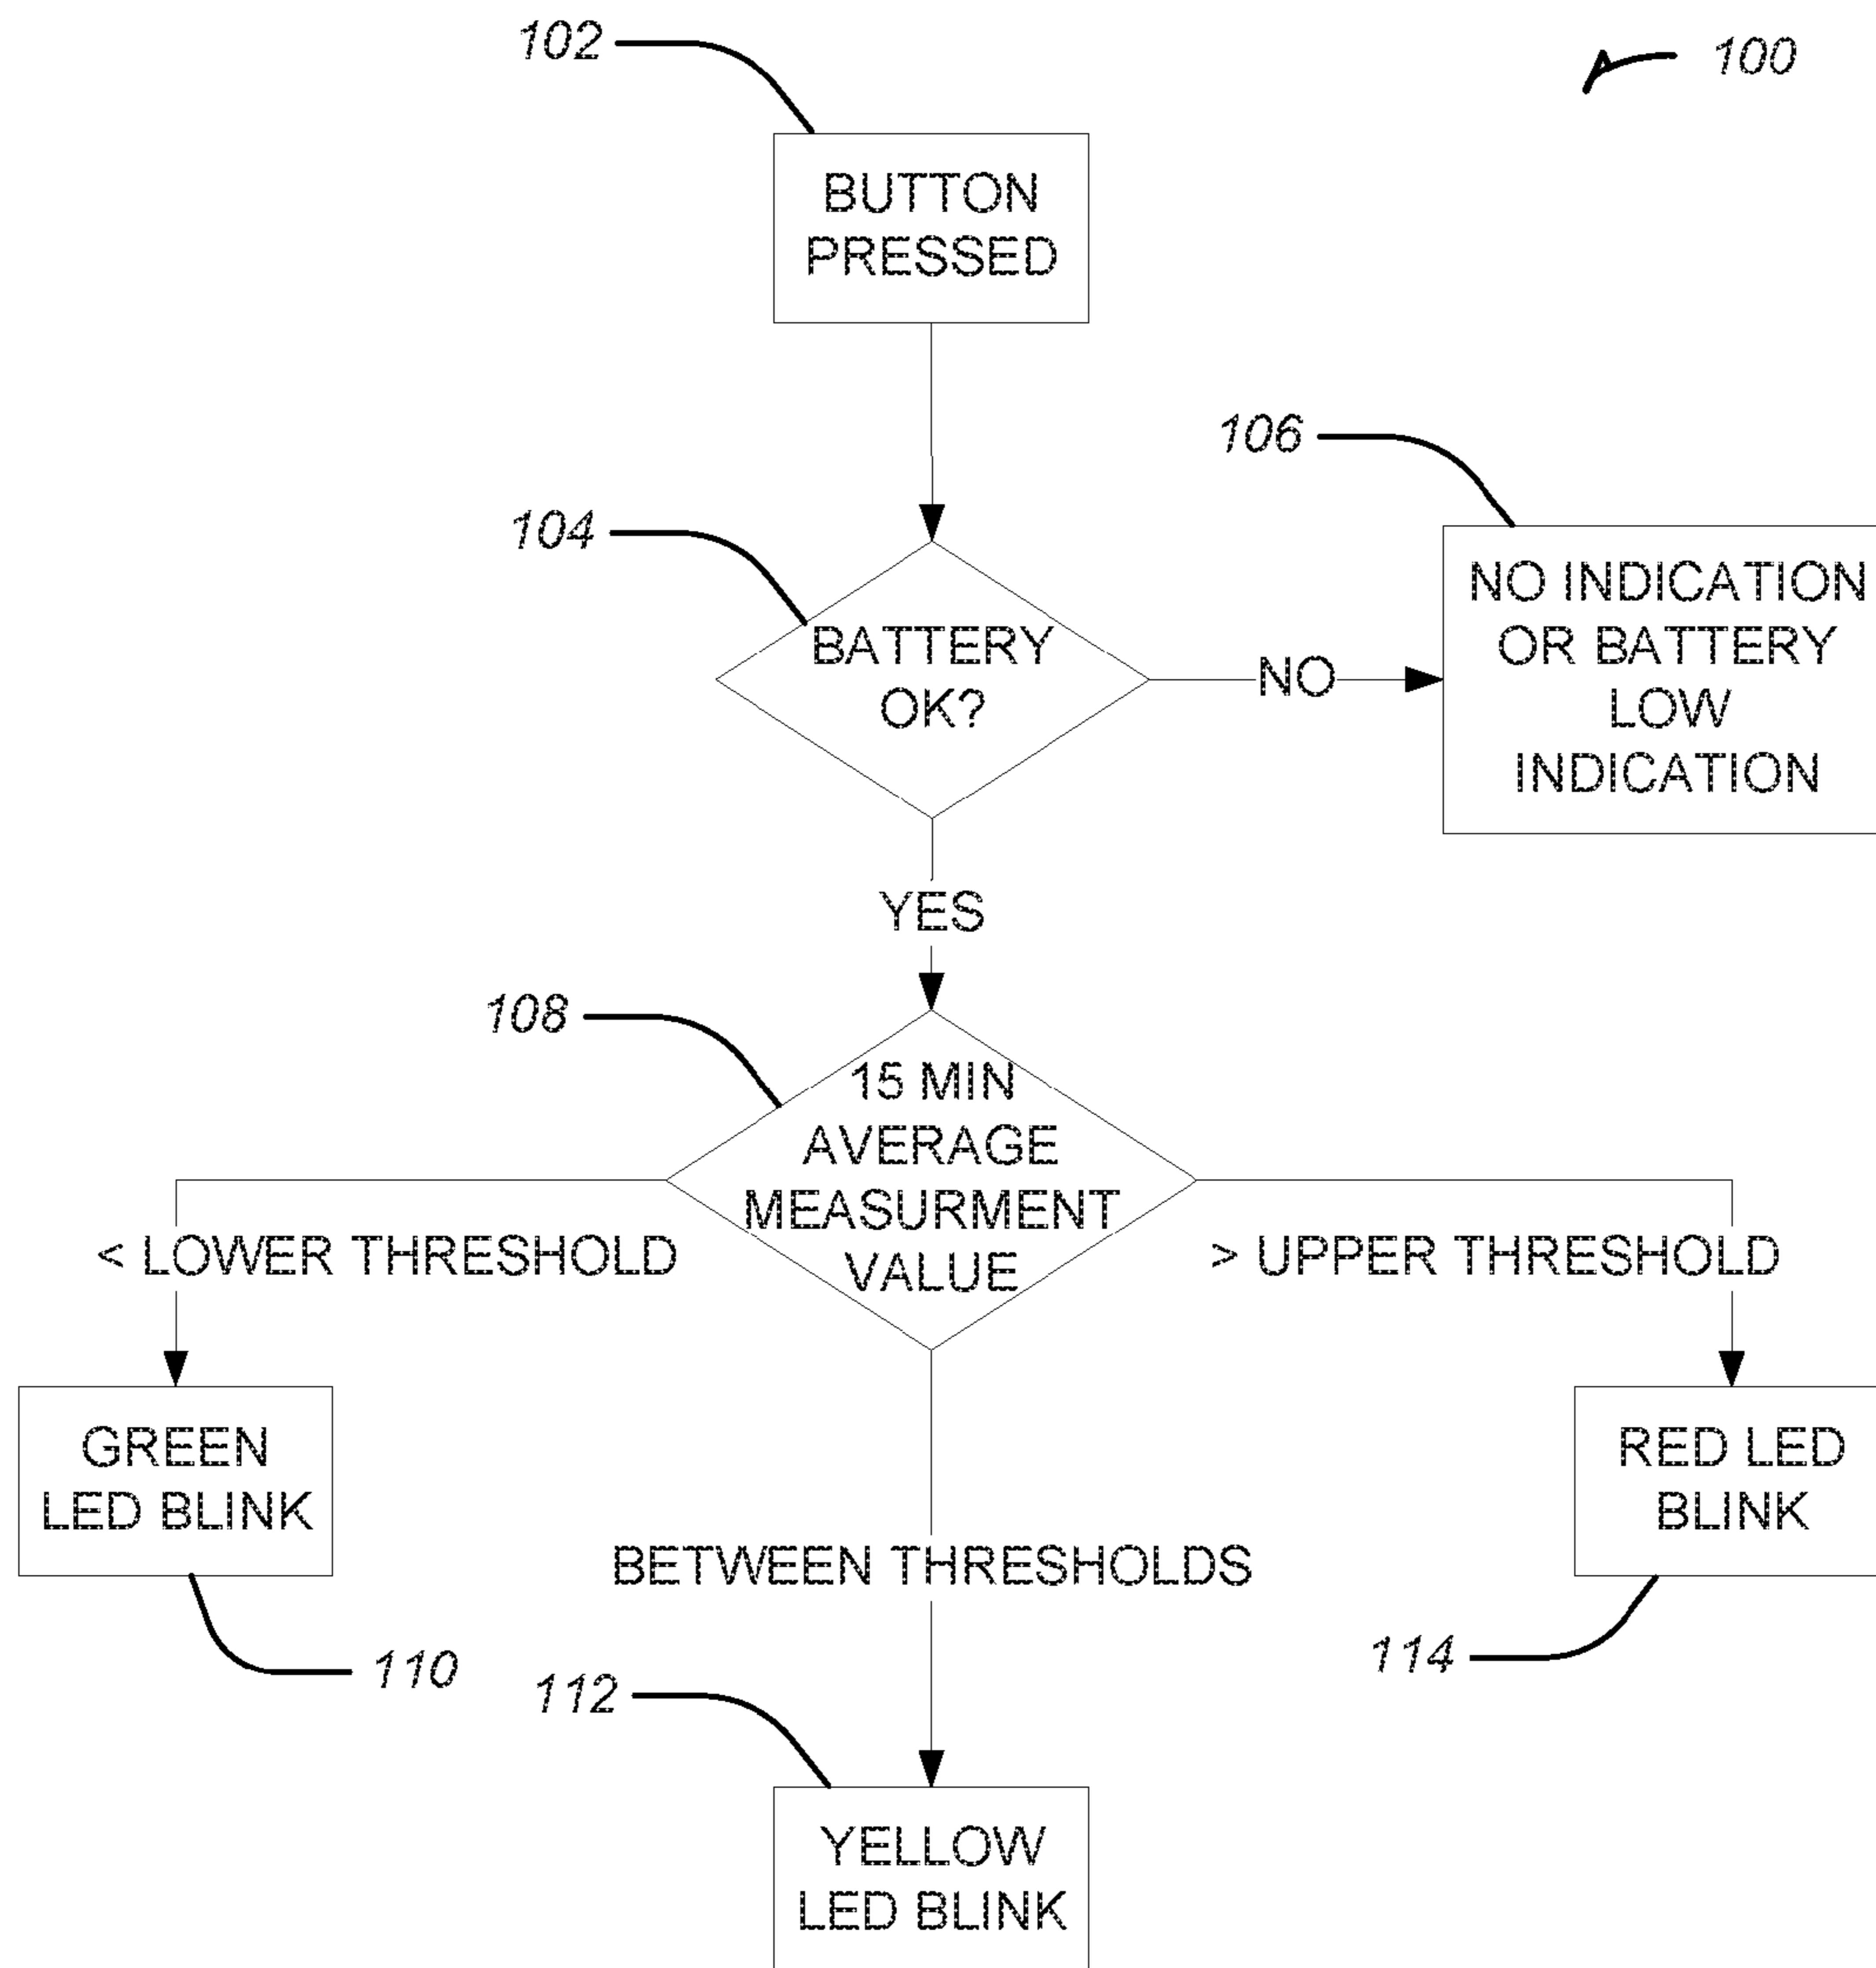 102
100
BUTTON
PRESSED
106
104
NO INDICATION
OR BATTERY
LOW
INDICATION
BATTERY
OK?
NO
YES
108
15 MIN
AVERAGE
MEASURMENT
VALUE
< LOWER THRESHOLD
> UPPER THRESHOLD
GREEN
LED BLINK
RED LED
BLINK
BETWEEN THRESHOLDS
110
112
114
YELLOW
LED BLINK